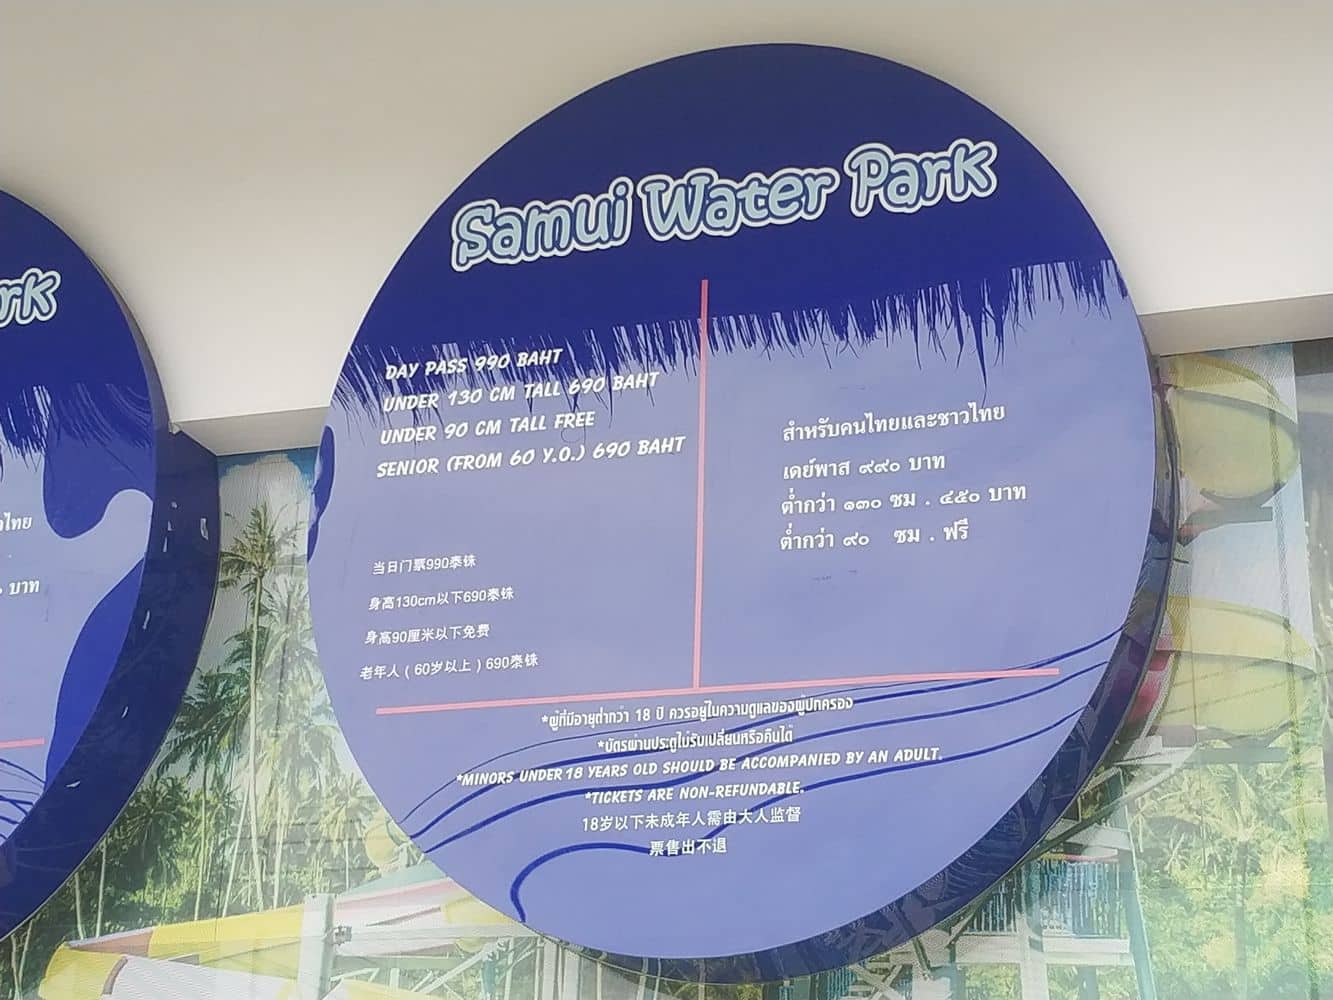 Samui Water Park
DAY PASS 990 BAHT
UNDER 130 CM TALL 690 BAHT
UNDER 90 CM TALL FREE
SENIOR (FROM 60 Y.O.) 690 BAHT
当日门票990泰铢
身高130cm以下690泰铢
身高90厘米以下免费
老年人（60岁以上）690泰铢
สำหรับคนไทยและชาวไทย
เดย์พาส ๙๙๐ บาท
ต่ำกว่า ๑๓๐ ซม . ๔๕๐ บาท
ต่ำกว่า ๙๐ ซม . ฟรี
*ผู้ที่มีอายุต่ำกว่า 18 ปี ควรอยู่ในความดูแลของผู้ปกครอง
*บัตรผ่านประตูไม่รับเปลี่ยนหรือคืนได้
*MINORS UNDER 18 YEARS OLD SHOULD BE ACCOMPANIED BY AN ADULT.
*TICKETS ARE NON-REFUNDABLE.
18岁以下未成年人需由大人监督
票售出不退
rk
ไทย
บาท